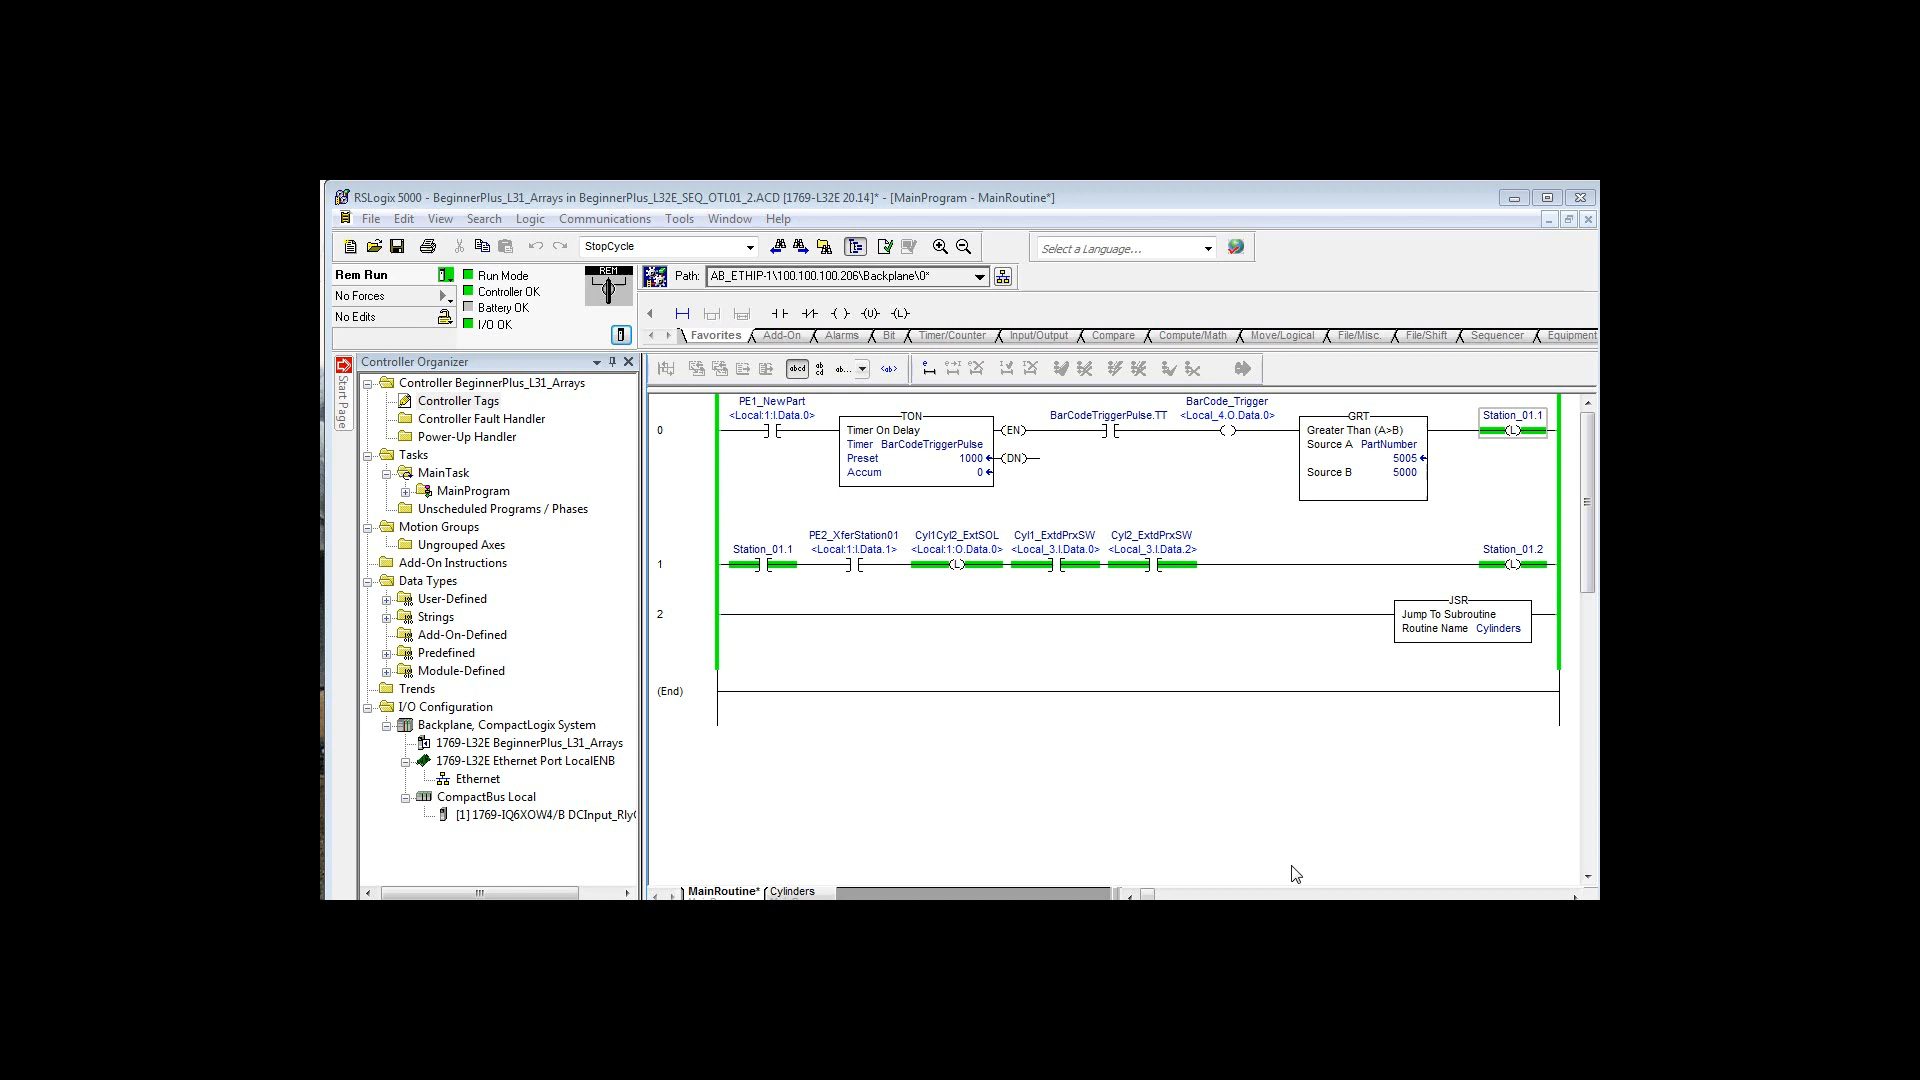 RSLogix 5000 - BeginnerPlus_L31_Arrays in BeginnerPlus_L32E_SEQ_OTL01_2.ACD [1769-L32E 20.14]* - [MainProgram - MainRoutine*]
File Edit View Search Logic Communications Tools Window Help
StopCycle
Select a Language...
Rem Run
No Forces
No Edits
Run Mode
Controller OK
Battery OK
I/O OK
REM
Path: AB_ETHIP-1\100.100.100.206\Backplane\0*
Favorites Add-On Alarms Bit Timer/Counter Input/Output Compare Compute/Math Move/Logical File/Misc. File/Shift Sequencer Equipment
Start Page
Controller Organizer
Controller BeginnerPlus_L31_Arrays
Controller Tags
Controller Fault Handler
Power-Up Handler
Tasks
MainTask
MainProgram
Unscheduled Programs / Phases
Motion Groups
Ungrouped Axes
Add-On Instructions
Data Types
User-Defined
Strings
Add-On-Defined
Predefined
Module-Defined
Trends
I/O Configuration
Backplane, CompactLogix System
1769-L32E BeginnerPlus_L31_Arrays
1769-L32E Ethernet Port LocalENB
Ethernet
CompactBus Local
[1] 1769-IQ6XOW4/B DCInput_Rly
abcd ab cd ab... <ab>
0
PE1_NewPart
<Local:1:I.Data.0>
TON
Timer On Delay
Timer BarCodeTriggerPulse
Preset 1000
Accum 0
EN
DN
BarCodeTriggerPulse.TT
BarCode_Trigger
<Local_4.O.Data.0>
GRT
Greater Than (A>B)
Source A PartNumber
5005
Source B 5000
Station_01.1
L
1
Station_01.1
PE2_XferStation01
<Local:1:I.Data.1>
Cyl1Cyl2_ExtSOL
<Local:1:O.Data.0>
L
Cyl1_ExtdPrxSW
<Local_3.I.Data.0>
Cyl2_ExtdPrxSW
<Local_3.I.Data.2>
Station_01.2
L
2
JSR
Jump To Subroutine
Routine Name Cylinders
(End)
MainRoutine* Cylinders